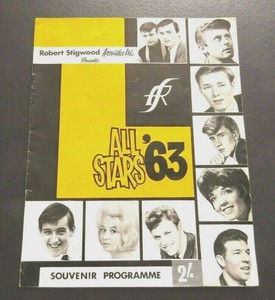 Robert Stigwood Associates Ltd.
Presents
ALL
STARS '63
SOUVENIR PROGRAMME 2/-